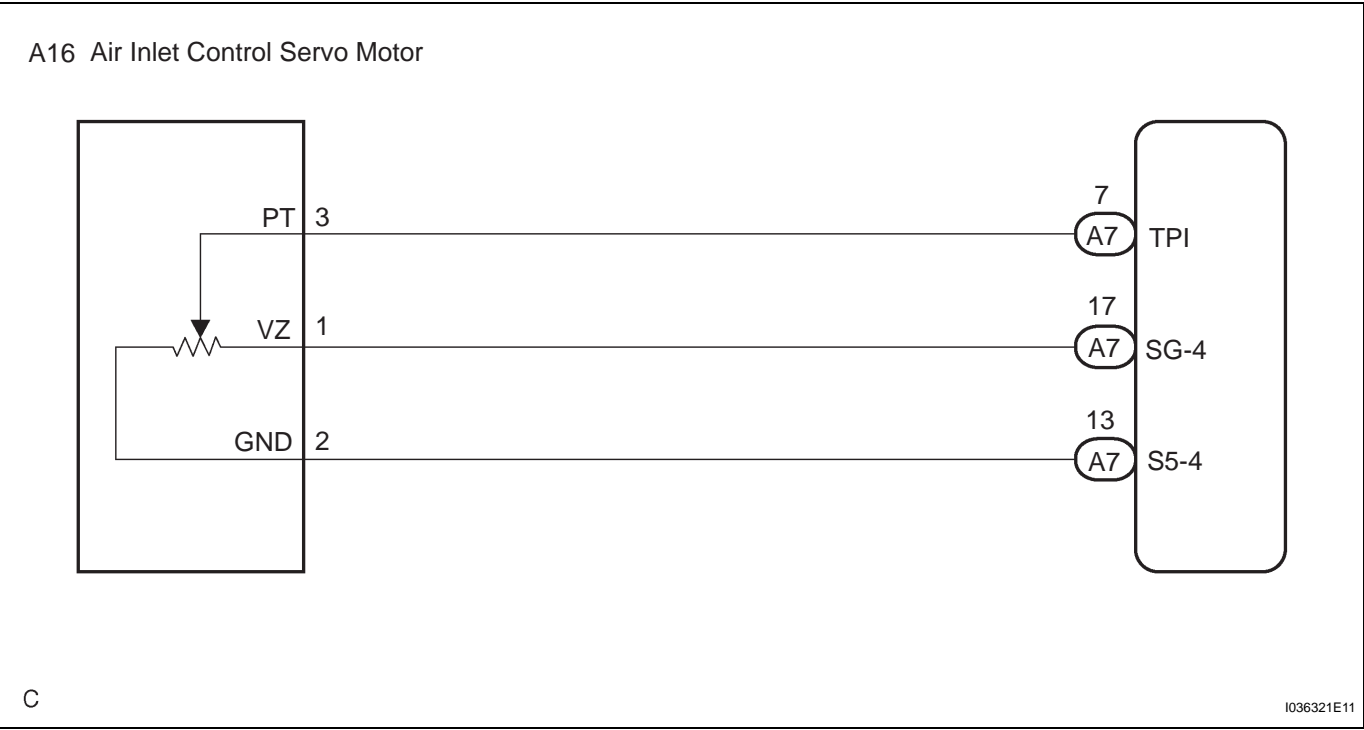 A16 Air Inlet Control Servo Motor
PT 3
7
A7 TPI
VZ 1
17
A7 SG-4
GND 2
13
A7 S5-4
C
I036321E11